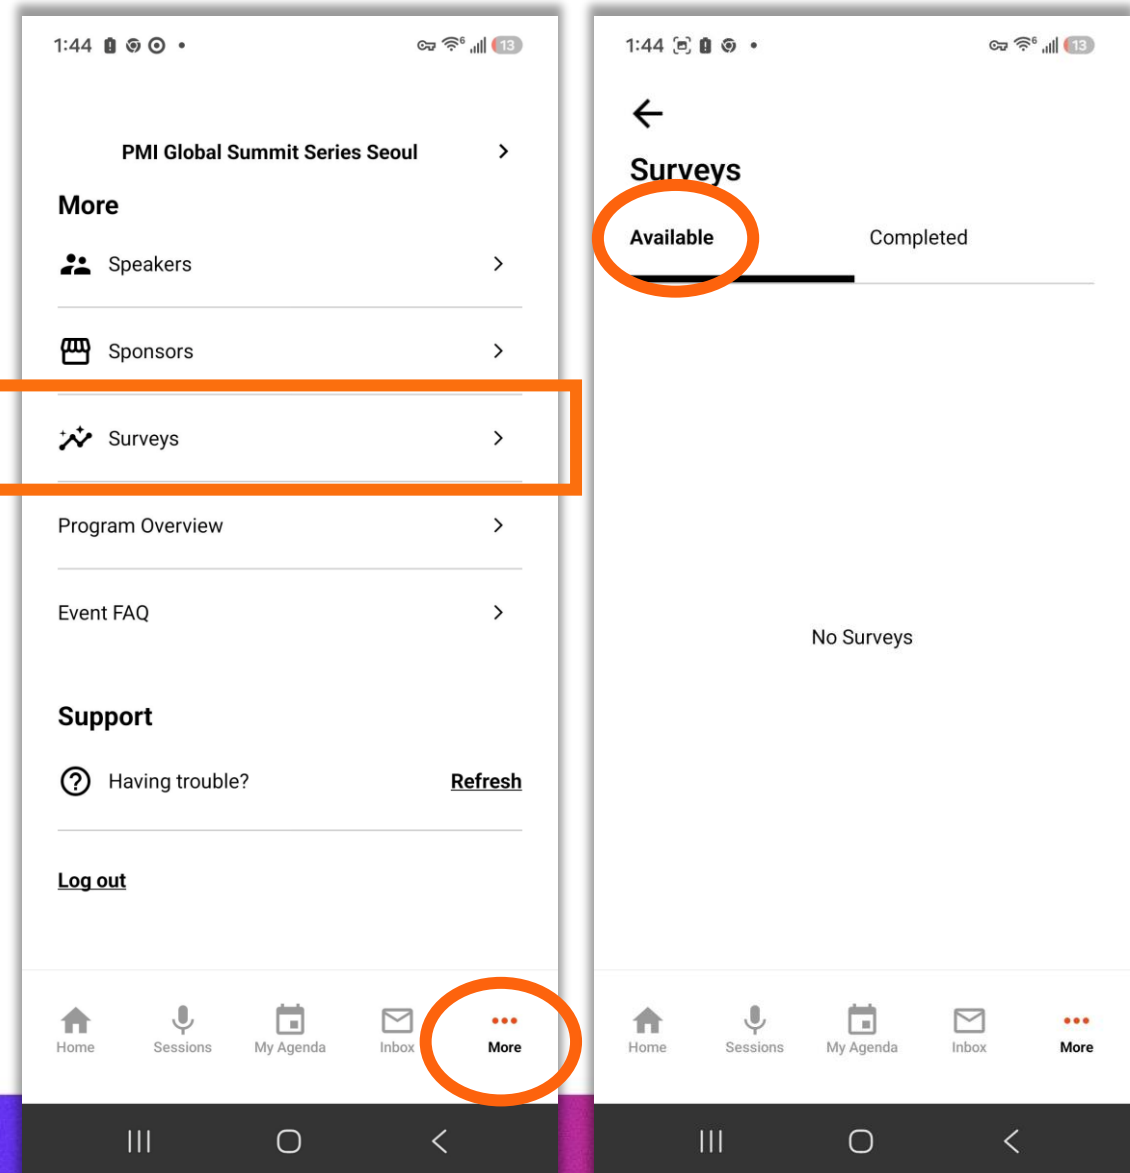 1:44
13
PMI Global Summit Series Seoul
More
Speakers
Sponsors
Surveys
Program Overview
Event FAQ
Support
Having trouble?
Refresh
Log out
Home
Sessions
My Agenda
Inbox
More
1:44
13
Surveys
Available
Completed
No Surveys
Home
Sessions
My Agenda
Inbox
More